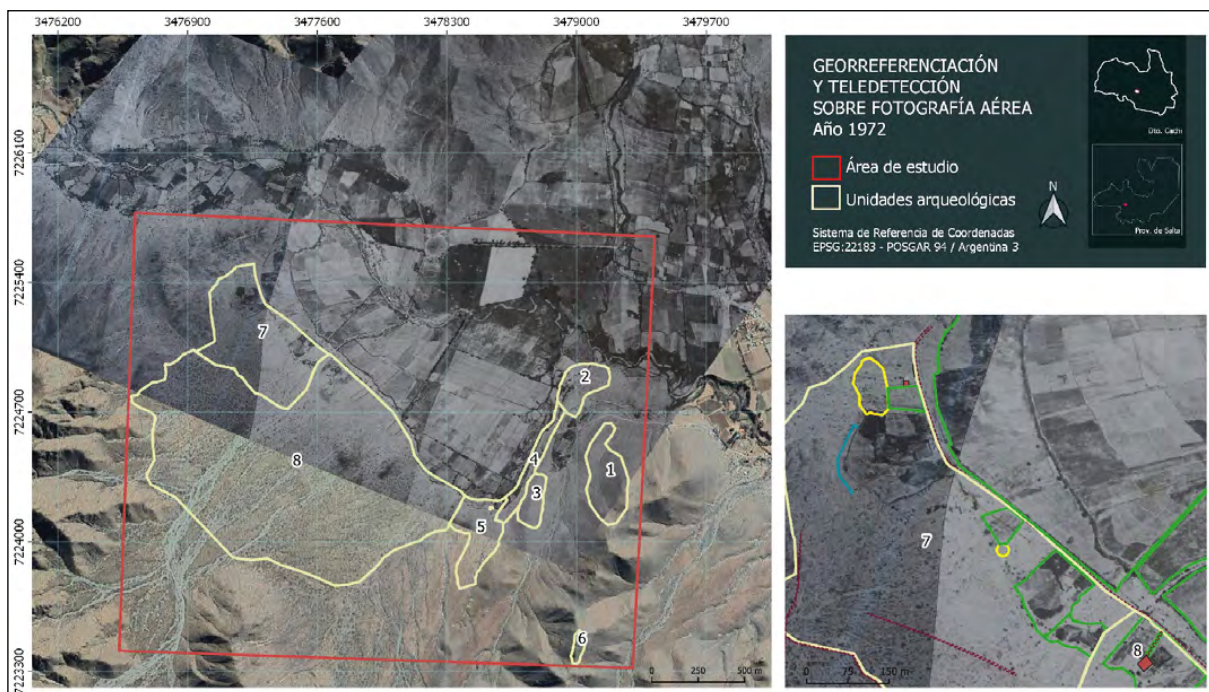 3476200 3476900 3477600 3478300 3479000 3479700
7226100
7225400
7224700
7224000
7223300
7
2
8
4
1
3
5
6
0 250 500 m
GEORREFERENCIACIÓN
Y TELEDETECCIÓN
SOBRE FOTOGRAFÍA AÉREA
Año 1972
Área de estudio
Unidades arqueológicas
N
Sistema de Referencia de Coordenadas
EPSG:22183 - POSGAR 94 / Argentina 3
Dto. Cachi
Prov. de Salta
7
8
0 75 150 m